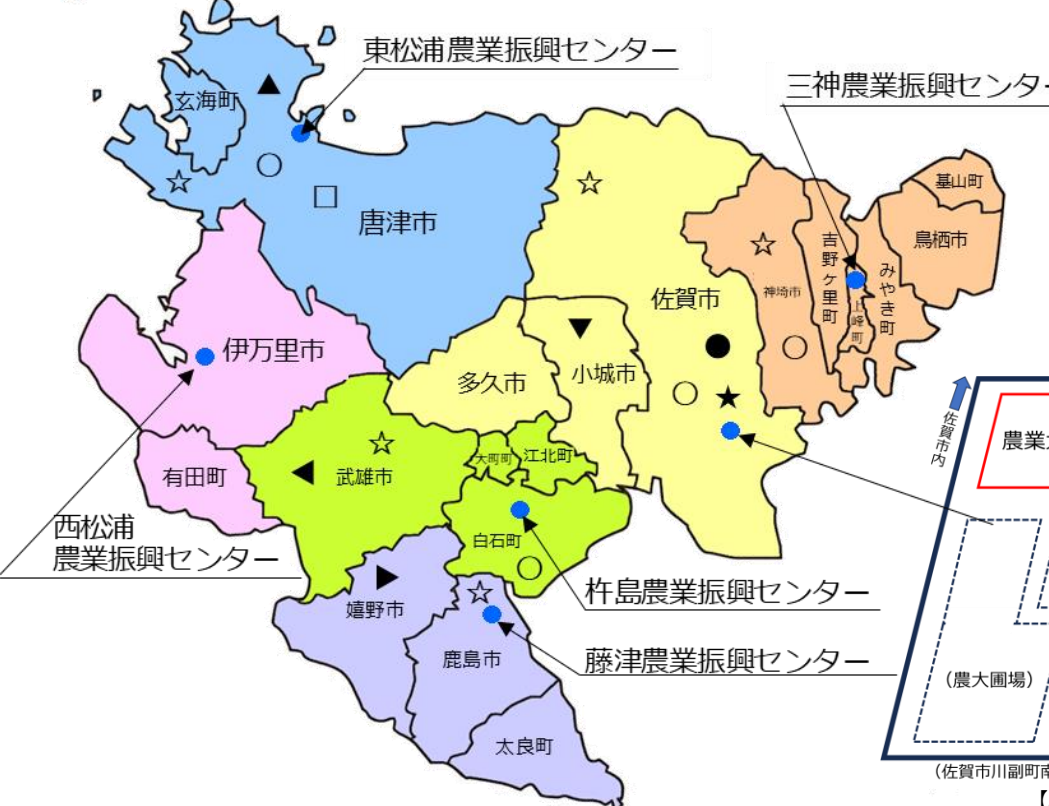 東松浦農業振興センター
三神農業振興センター
玄海町
唐津市
基山町
鳥栖市
吉野ヶ里町
みやき町
上峰町
神埼市
佐賀市
伊万里市
多久市
小城市
有田町
武雄市
大町町
江北町
白石町
西松浦
農業振興センター
杵島農業振興センター
嬉野市
鹿島市
藤津農業振興センター
太良町
佐賀市内
農業
(農大圃場)
(佐賀市川副町南
【